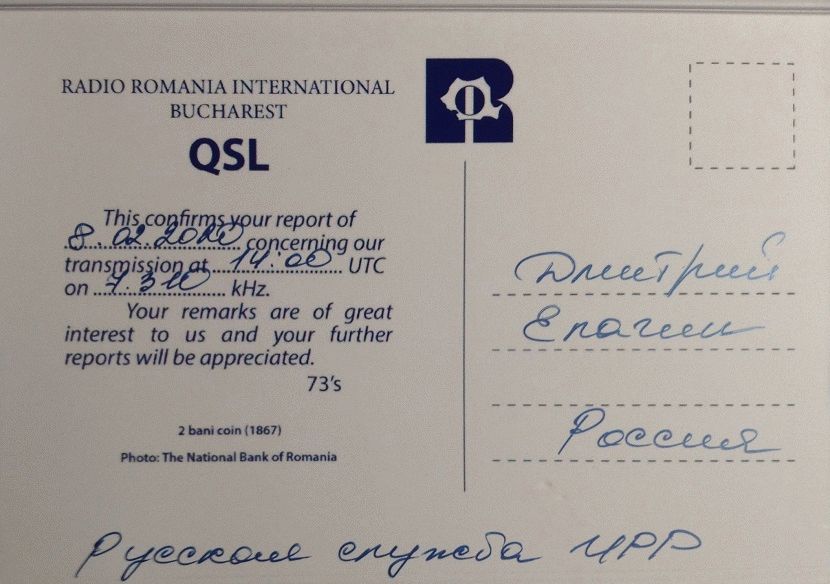 RADIO ROMANIA INTERNATIONAL
BUCHAREST
QSL
This confirms your report of
8.02.2020 concerning our
transmission at 14:00 UTC
on 7.310 kHz.
Your remarks are of great
interest to us and your further
reports will be appreciated.
73's
2 bani coin (1867)
Photo: The National Bank of Romania
Дмитрий
Елагин
Россия
Русская служба МРР